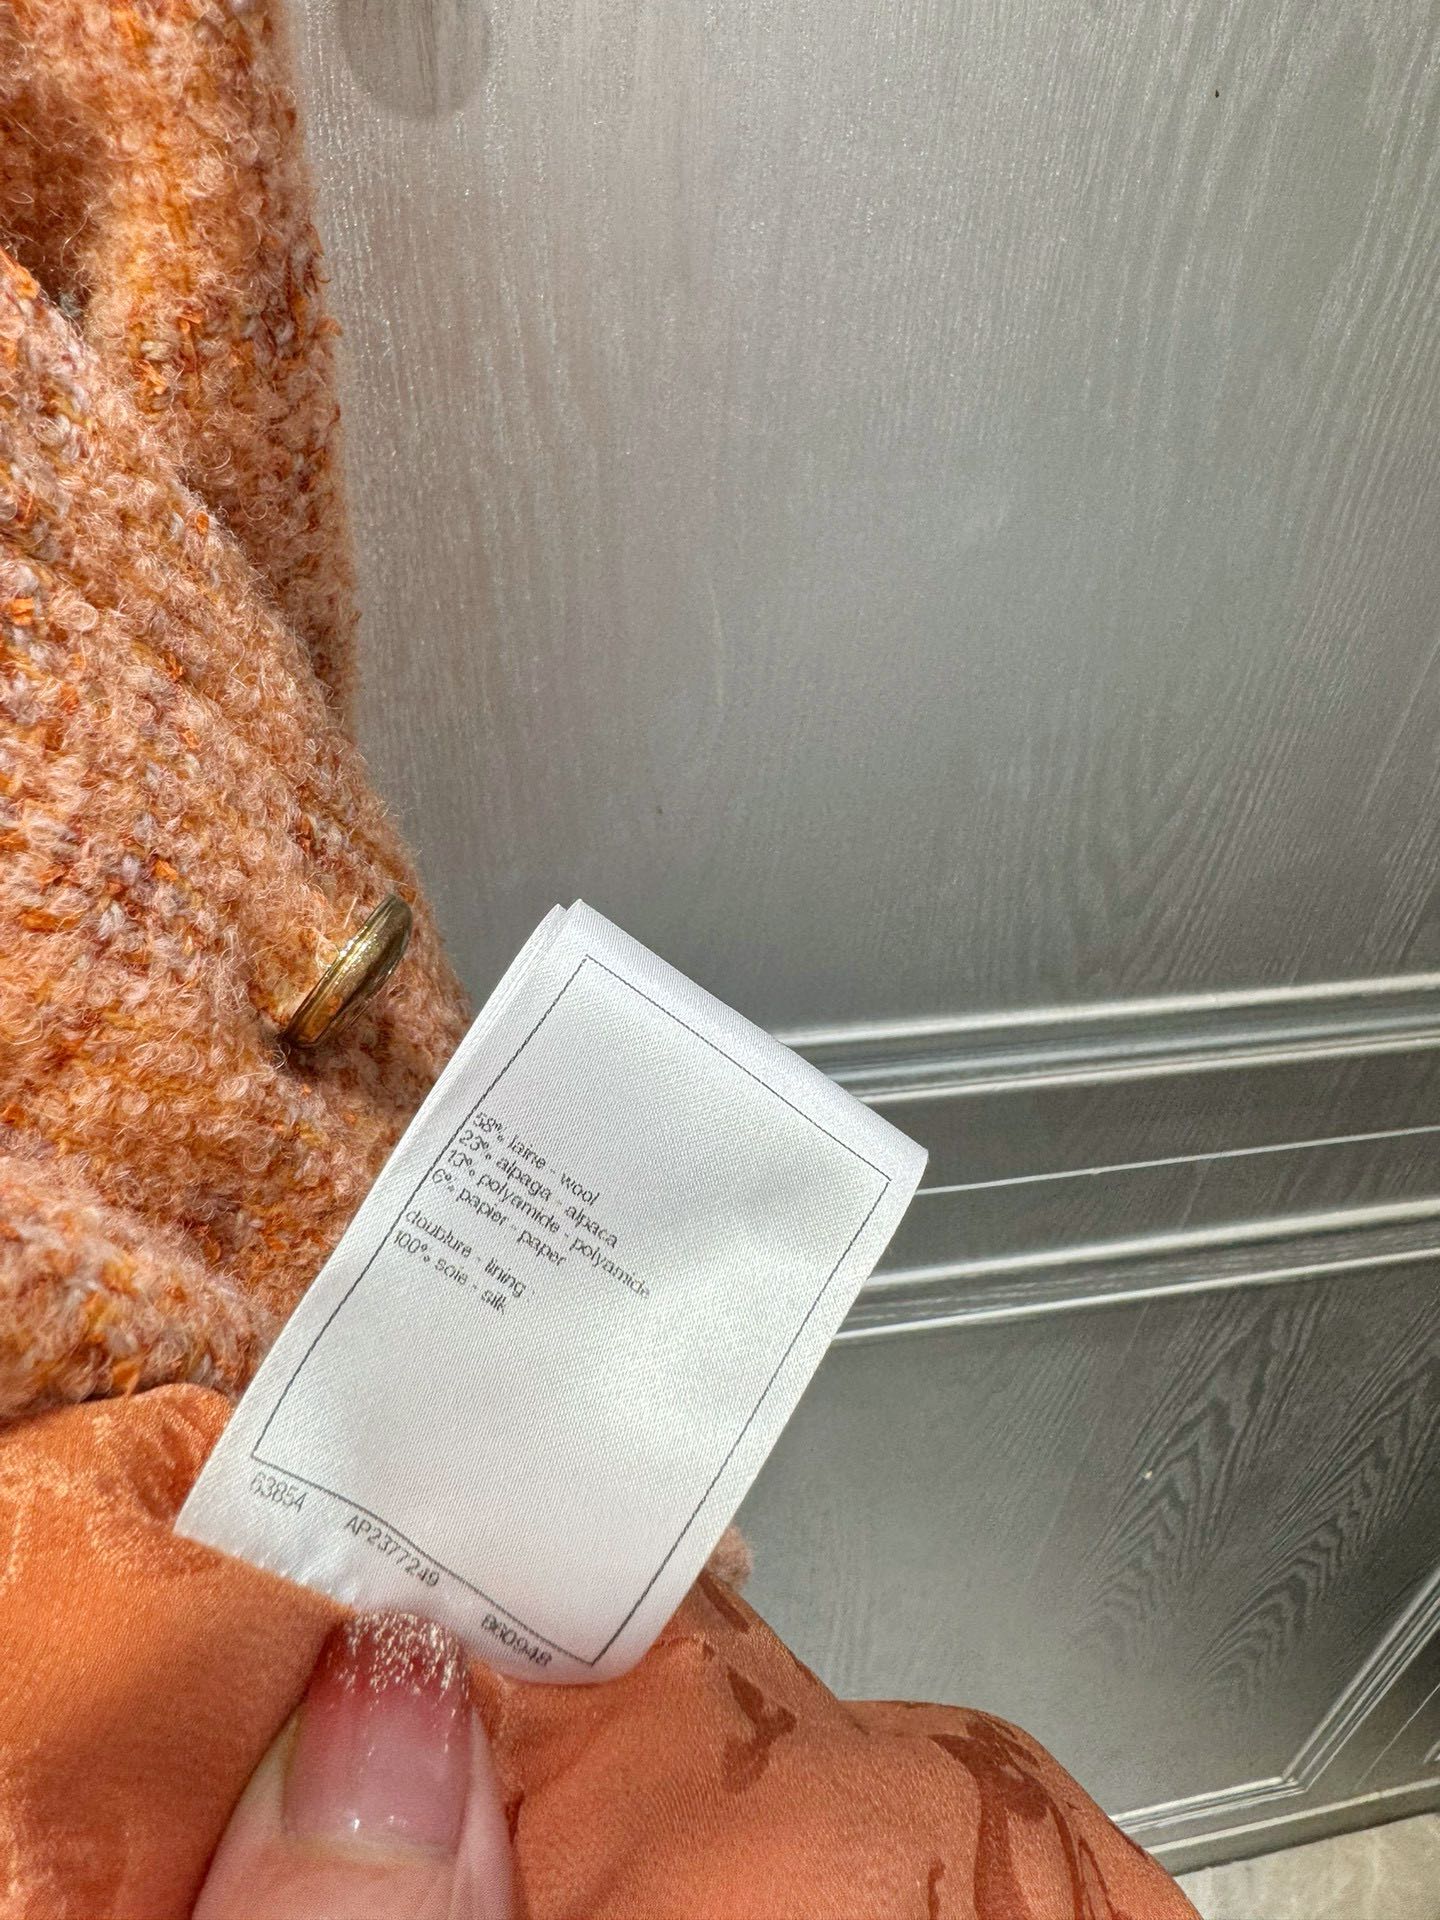 58% laine - wool
23% alpaga - alpaca
13% polyamide - polyamide
6% papier - paper
doublure - lining
100% soie - silk
63854 AP2377249 B60948